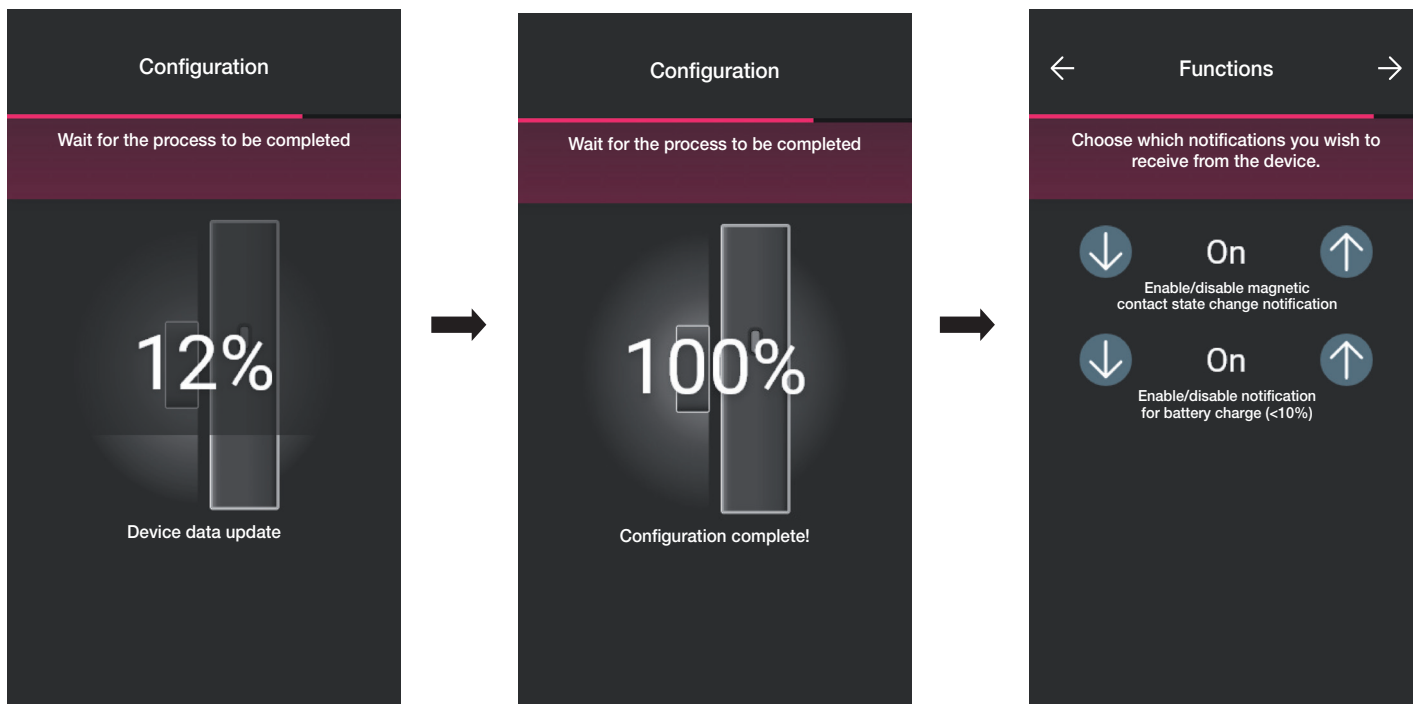 Configuration
Wait for the process to be completed
12%
Device data update
Configuration
Wait for the process to be completed
100%
Configuration complete!
Functions
Choose which notifications you wish to
receive from the device.
On
Enable/disable magnetic
contact state change notification
On
Enable/disable notification
for battery charge (<10%)